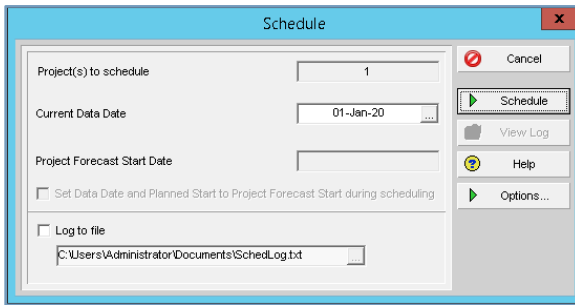 Schedule
x
Project(s) to schedule
1
Cancel
Current Data Date
01-Jan-20
...
Schedule
View Log
Project Forecast Start Date
Help
Set Data Date and Planned Start to Project Forecast Start during scheduling
Options...
Log to file
C:\Users\Administrator\Documents\SchedLog.txt
...